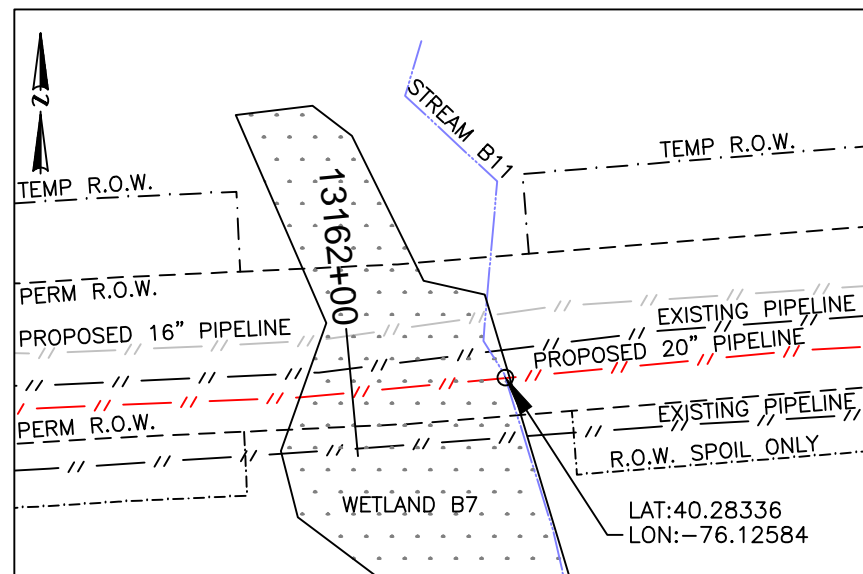 N
STREAM B11
TEMP R.O.W.
TEMP R.O.W.
13162+00
PERM R.O.W.
PROPOSED 16” PIPELINE
EXISTING PIPELINE
PROPOSED 20” PIPELINE
PERM R.O.W.
EXISTING PIPELINE
R.O.W. SPOIL ONLY
WETLAND B7
LAT:40.28336
LON:−76.12584